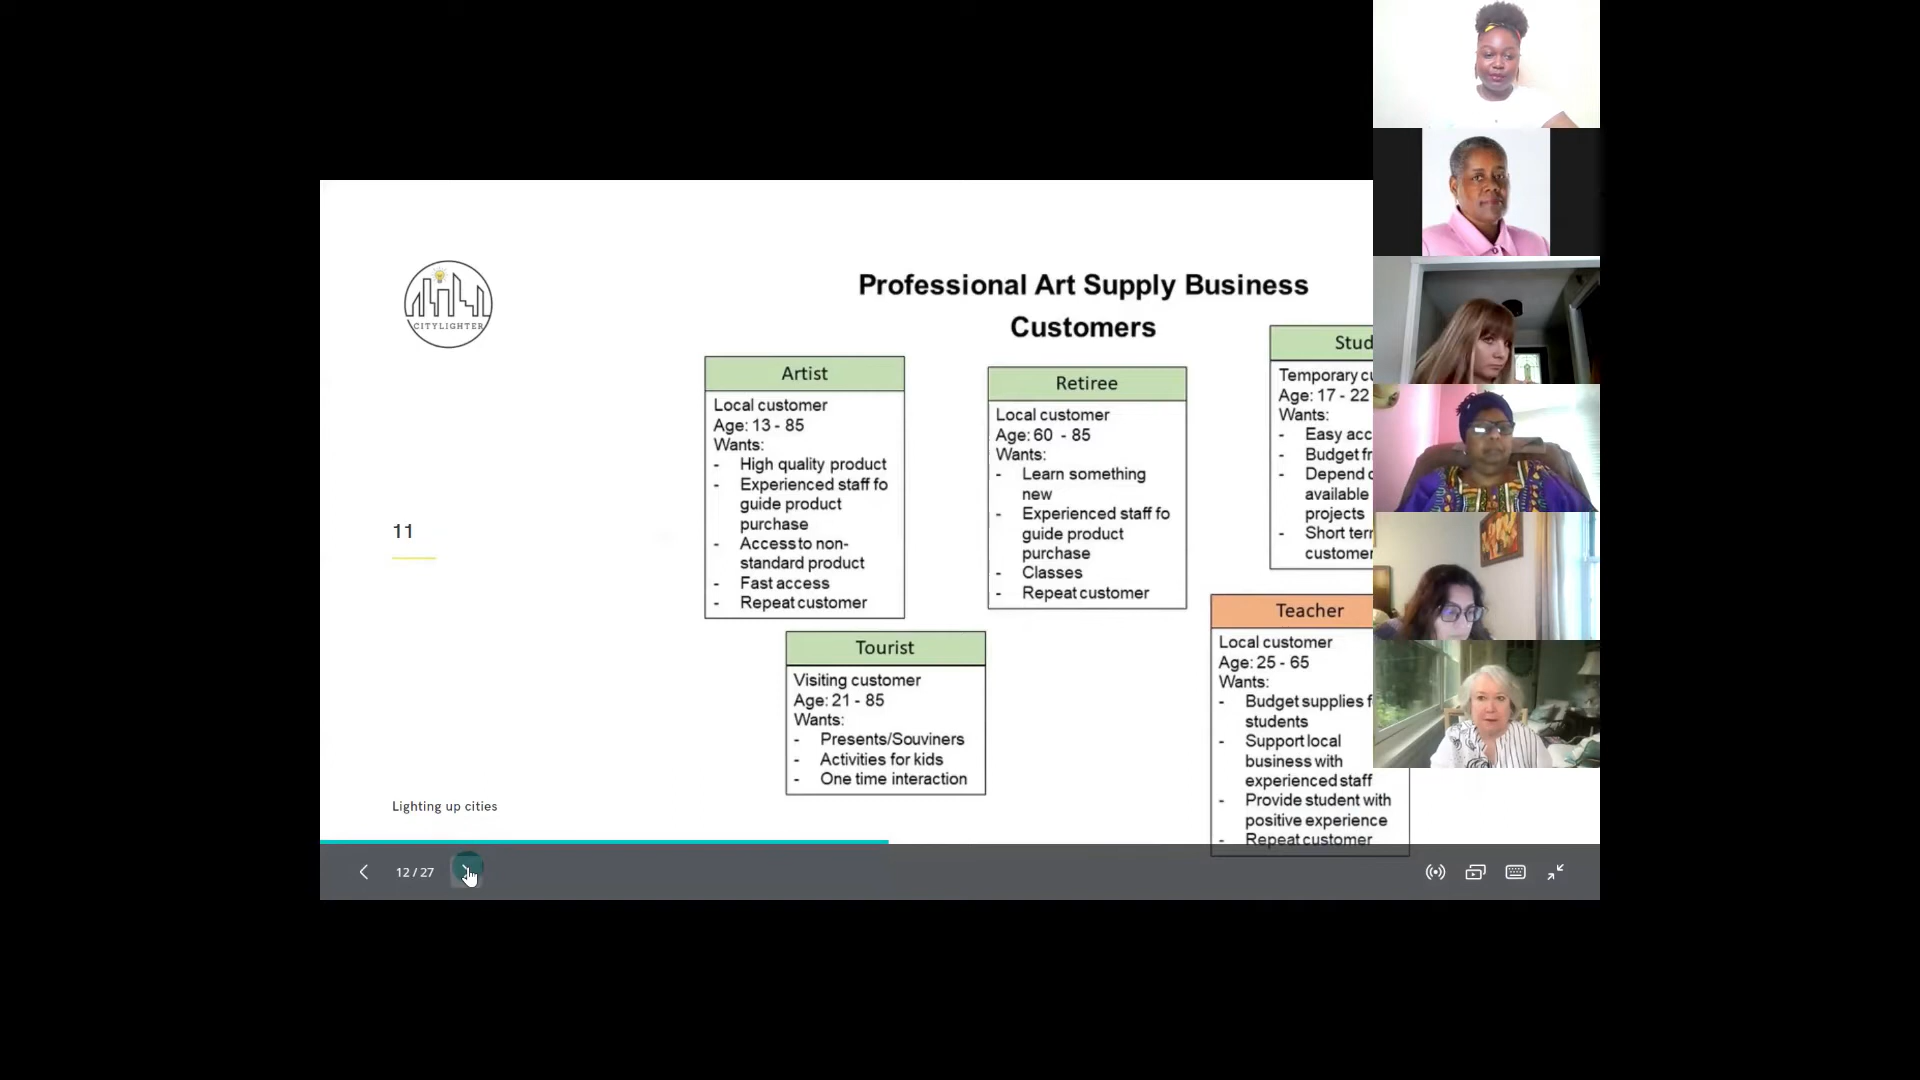 CITYLIGHTER
Professional Art Supply Business
Customers
Artist
Local customer
Age: 13 - 85
Wants:
- High quality product
- Experienced staff fo
guide product
purchase
- Access to non-
standard product
- Fast access
- Repeat customer
Retiree
Local customer
Age: 60 - 85
Wants:
- Learn something
new
- Experienced staff fo
guide product
purchase
- Classes
- Repeat customer
Stud
Temporary cu
Age: 17 - 22
Wants:
- Easy acc
- Budget fr
- Depend o
available
projects
- Short terr
customer
Tourist
Visiting customer
Age: 21 - 85
Wants:
- Presents/Souviners
- Activities for kids
- One time interaction
Teacher
Local customer
Age: 25 - 65
Wants:
- Budget supplies f
students
- Support local
business with
experienced staff
- Provide student with
positive experience
- Repeat customer
11
Lighting up cities
12 / 27